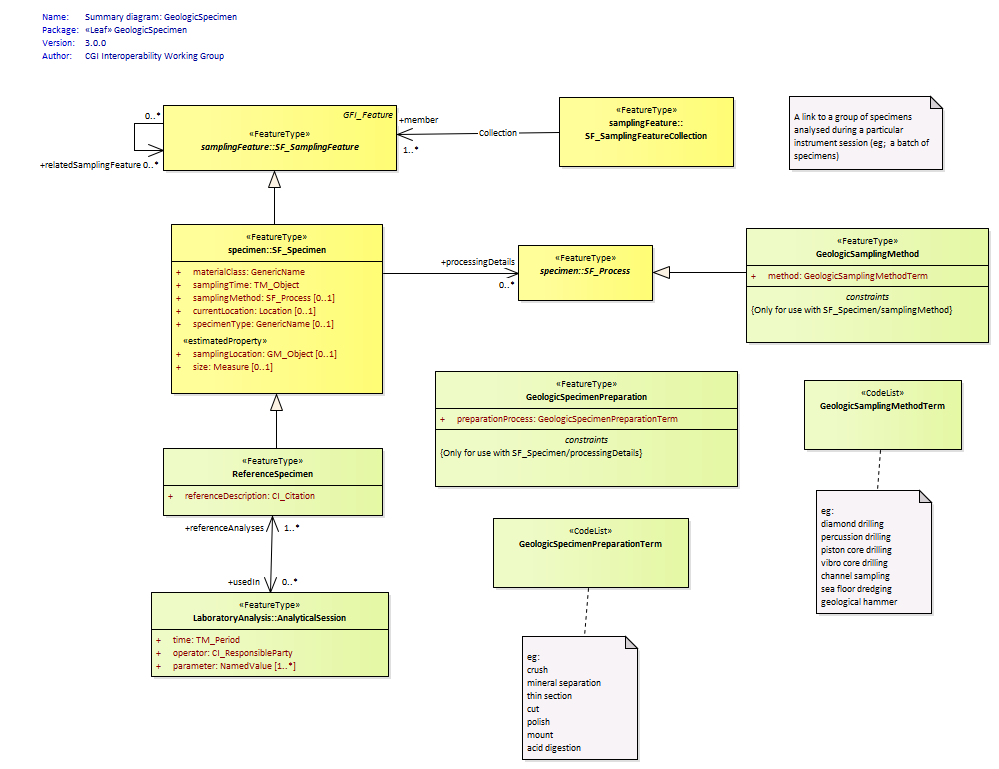 Name: Summary diagram: GeologicSpecimen
Package: «Leaf» GeologicSpecimen
Version: 3.0.0
Author: CGI Interoperability Working Group
GFI_Feature
«FeatureType»
samplingFeature::SF_SamplingFeature
0..*
+relatedSamplingFeature 0..*
+member
1..*
Collection
«FeatureType»
samplingFeature::
SF_SamplingFeatureCollection
A link to a group of specimens
analysed during a particular
instrument session (eg; a batch of
specimens)
«FeatureType»
specimen::SF_Specimen
+ materialClass: GenericName
+ samplingTime: TM_Object
+ samplingMethod: SF_Process [0..1]
+ currentLocation: Location [0..1]
+ specimenType: GenericName [0..1]
«estimatedProperty»
+ samplingLocation: GM_Object [0..1]
+ size: Measure [0..1]
+processingDetails
0..*
«FeatureType»
specimen::SF_Process
«FeatureType»
GeologicSamplingMethod
+ method: GeologicSamplingMethodTerm
constraints
{Only for use with SF_Specimen/samplingMethod}
«FeatureType»
GeologicSpecimenPreparation
+ preparationProcess: GeologicSpecimenPreparationTerm
constraints
{Only for use with SF_Specimen/processingDetails}
«CodeList»
GeologicSamplingMethodTerm
«FeatureType»
ReferenceSpecimen
+ referenceDescription: CI_Citation
+referenceAnalyses 1..*
+usedIn 0..*
«FeatureType»
LaboratoryAnalysis::AnalyticalSession
+ time: TM_Period
+ operator: CI_ResponsibleParty
+ parameter: NamedValue [1..*]
«CodeList»
GeologicSpecimenPreparationTerm
eg:
diamond drilling
percussion drilling
piston core drilling
vibro core drilling
channel sampling
sea floor dredging
geological hammer
eg:
crush
mineral separation
thin section
cut
polish
mount
acid digestion